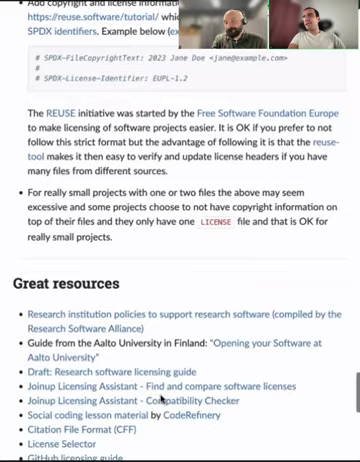 Add copyright and license informati
https://reuse.software/tutorial/ whic
SPDX identifiers. Example below (ex
# SPDX-FileCopyrightText: 2023 Jane Doe <jane@example.com>
#
# SPDX-License-Identifier: EUPL-1.2
The REUSE initiative was started by the Free Software Foundation Europe
to make licensing of software projects easier. It is OK if you prefer to not
follow this strict format but the advantage of following it is that the reuse-
tool makes it then easy to verify and update license headers if you have
many files from different sources.
• For really small projects with one or two files the above may seem
excessive and some projects choose to not have copyright information on
top of their files and they only have one LICENSE file and that is OK for
really small projects.
Great resources
• Research institution policies to support research software (compiled by the
Research Software Alliance)
• Guide from the Aalto University in Finland: "Opening your Software at
Aalto University"
• Draft: Research software licensing guide
• Joinup Licensing Assistant - Find and compare software licenses
• Joinup Licensing Assistant - Compatibility Checker
• Social coding lesson material by CodeRefinery
• Citation File Format (CFF)
• License Selector
• GitHub licensing guide